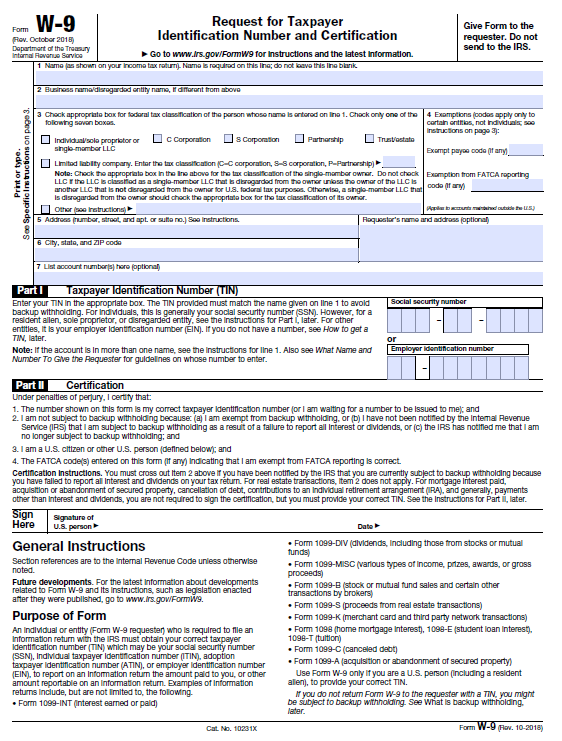 Form W-9
(Rev. October 2018)
Department of the Treasury
Internal Revenue Service
Request for Taxpayer
Identification Number and Certification
▶ Go to www.irs.gov/FormW9 for instructions and the latest information.
Give Form to the
requester. Do not
send to the IRS.
Print or type.
See Specific Instructions on page 3.
1 Name (as shown on your income tax return). Name is required on this line; do not leave this line blank.
2 Business name/disregarded entity name, if different from above
3 Check appropriate box for federal tax classification of the person whose name is entered on line 1. Check only one of the
following seven boxes.
Individual/sole proprietor or
single-member LLC
C Corporation
S Corporation
Partnership
Trust/estate
Limited liability company. Enter the tax classification (C=C corporation, S=S corporation, P=Partnership) ▶
Note: Check the appropriate box in the line above for the tax classification of the single-member owner. Do not check
LLC if the LLC is classified as a single-member LLC that is disregarded from the owner unless the owner of the LLC is
another LLC that is not disregarded from the owner for U.S. federal tax purposes. Otherwise, a single-member LLC that
is disregarded from the owner should check the appropriate box for the tax classification of its owner.
Other (see instructions) ▶
4 Exemptions (codes apply only to
certain entities, not individuals; see
instructions on page 3):
Exempt payee code (if any)
Exemption from FATCA reporting
code (if any)
(Applies to accounts maintained outside the U.S.)
5 Address (number, street, and apt. or suite no.) See instructions.
Requester's name and address (optional)
6 City, state, and ZIP code
7 List account number(s) here (optional)
Part I Taxpayer Identification Number (TIN)
Enter your TIN in the appropriate box. The TIN provided must match the name given on line 1 to avoid
backup withholding. For individuals, this is generally your social security number (SSN). However, for a
resident alien, sole proprietor, or disregarded entity, see the instructions for Part I, later. For other
entities, it is your employer identification number (EIN). If you do not have a number, see How to get a
TIN, later.
Note: If the account is in more than one name, see the instructions for line 1. Also see What Name and
Number To Give the Requester for guidelines on whose number to enter.
Social security number
– –
or
Employer identification number
–
Part II Certification
Under penalties of perjury, I certify that:
1. The number shown on this form is my correct taxpayer identification number (or I am waiting for a number to be issued to me); and
2. I am not subject to backup withholding because: (a) I am exempt from backup withholding, or (b) I have not been notified by the Internal Revenue
Service (IRS) that I am subject to backup withholding as a result of a failure to report all interest or dividends, or (c) the IRS has notified me that I am
no longer subject to backup withholding; and
3. I am a U.S. citizen or other U.S. person (defined below); and
4. The FATCA code(s) entered on this form (if any) indicating that I am exempt from FATCA reporting is correct.
Certification instructions. You must cross out item 2 above if you have been notified by the IRS that you are currently subject to backup withholding because
you have failed to report all interest and dividends on your tax return. For real estate transactions, item 2 does not apply. For mortgage interest paid,
acquisition or abandonment of secured property, cancellation of debt, contributions to an individual retirement arrangement (IRA), and generally, payments
other than interest and dividends, you are not required to sign the certification, but you must provide your correct TIN. See the instructions for Part II, later.
Sign
Here
Signature of
U.S. person ▶
Date ▶
General Instructions
Section references are to the Internal Revenue Code unless otherwise
noted.
Future developments. For the latest information about developments
related to Form W-9 and its instructions, such as legislation enacted
after they were published, go to www.irs.gov/FormW9.
Purpose of Form
An individual or entity (Form W-9 requester) who is required to file an
information return with the IRS must obtain your correct taxpayer
identification number (TIN) which may be your social security number
(SSN), individual taxpayer identification number (ITIN), adoption
taxpayer identification number (ATIN), or employer identification number
(EIN), to report on an information return the amount paid to you, or other
amount reportable on an information return. Examples of information
returns include, but are not limited to, the following.
• Form 1099-INT (interest earned or paid)
• Form 1099-DIV (dividends, including those from stocks or mutual
funds)
• Form 1099-MISC (various types of income, prizes, awards, or gross
proceeds)
• Form 1099-B (stock or mutual fund sales and certain other
transactions by brokers)
• Form 1099-S (proceeds from real estate transactions)
• Form 1099-K (merchant card and third party network transactions)
• Form 1098 (home mortgage interest), 1098-E (student loan interest),
1098-T (tuition)
• Form 1099-C (canceled debt)
• Form 1099-A (acquisition or abandonment of secured property)
Use Form W-9 only if you are a U.S. person (including a resident
alien), to provide your correct TIN.
If you do not return Form W-9 to the requester with a TIN, you might
be subject to backup withholding. See What is backup withholding,
later.
Cat. No. 10231X
Form W-9 (Rev. 10-2018)